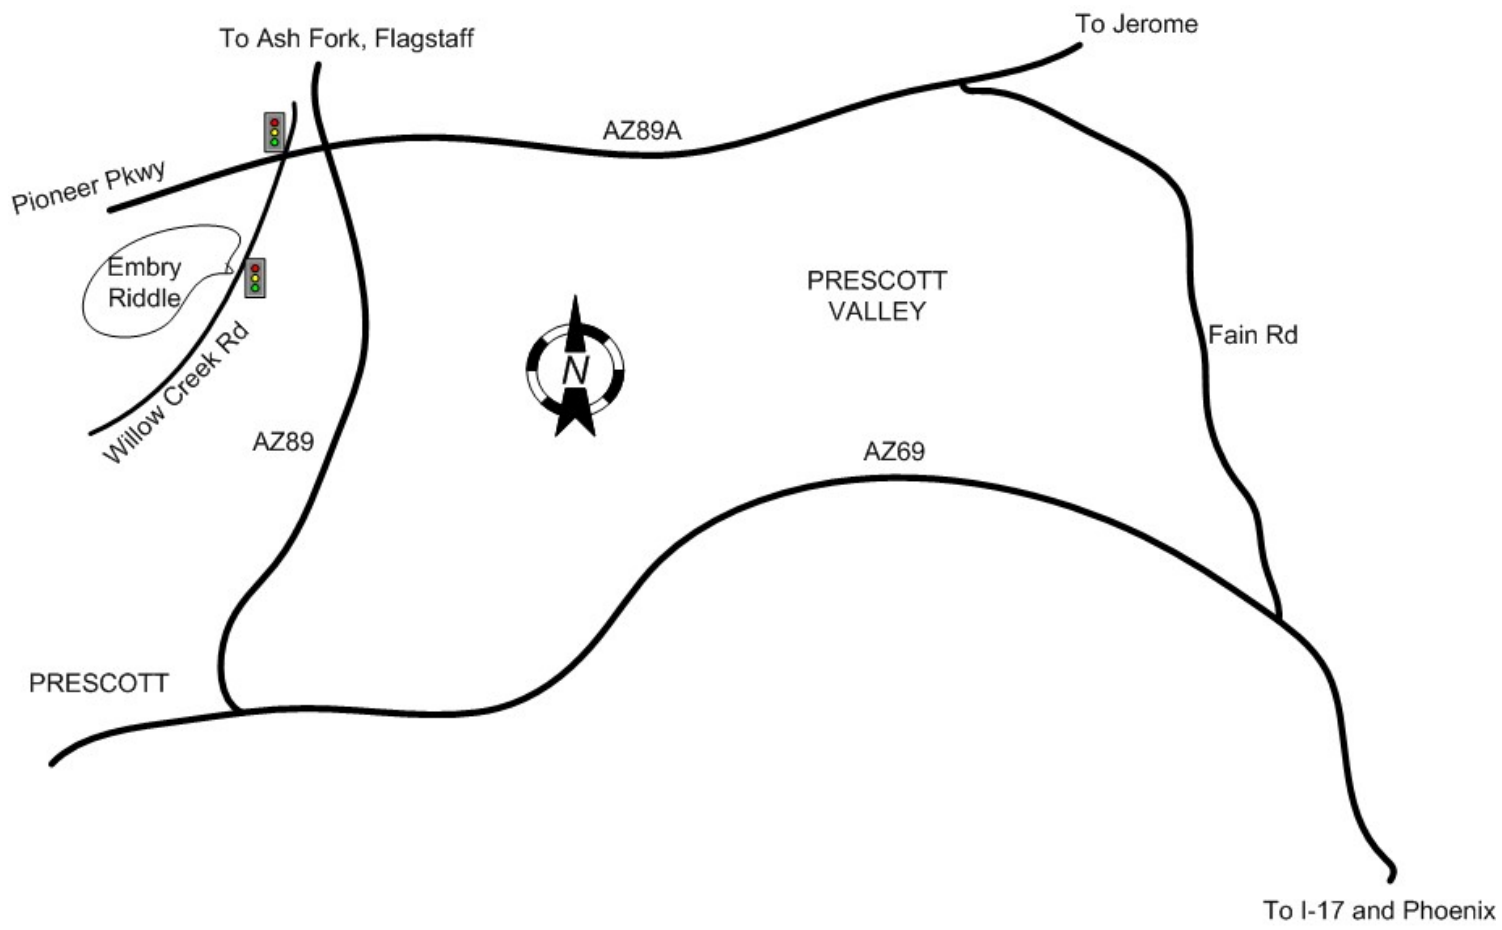 To Jerome
To Ash Fork, Flagstaff
AZ89A
Pioneer Pkwy
Embry
Riddle
PRESCOTT
VALLEY
Fain Rd
Willow Creek Rd
N
AZ89
AZ69
PRESCOTT
To I-17 and Phoenix